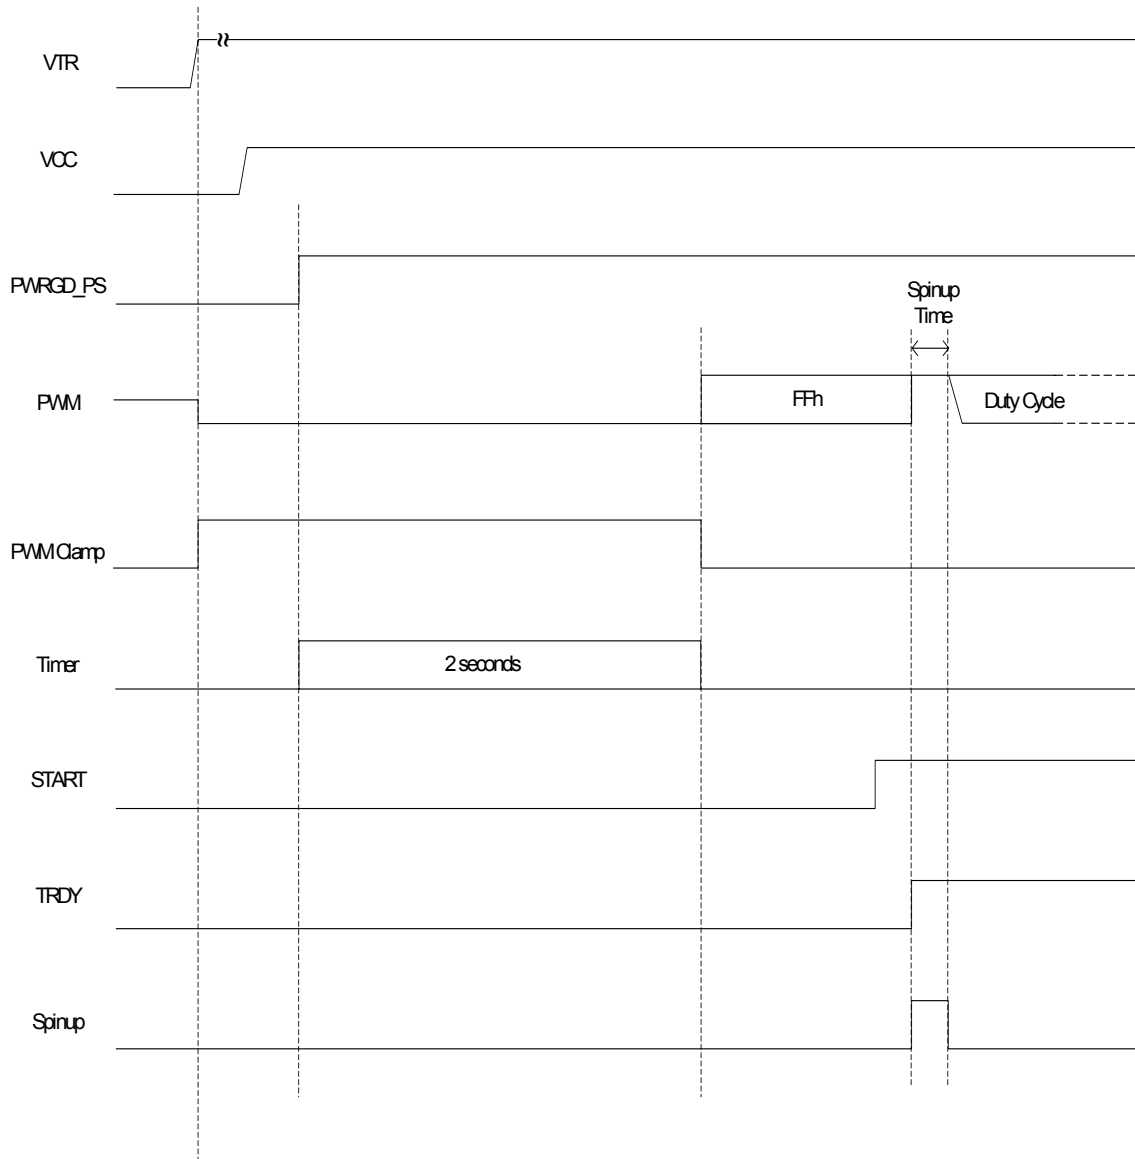 VTR
VCC
PWRGD_PS
Spinup
Time
PWM
FFh
Duty Cycle
PWM Clamp
Timer
2 seconds
START
TRDY
Spinup